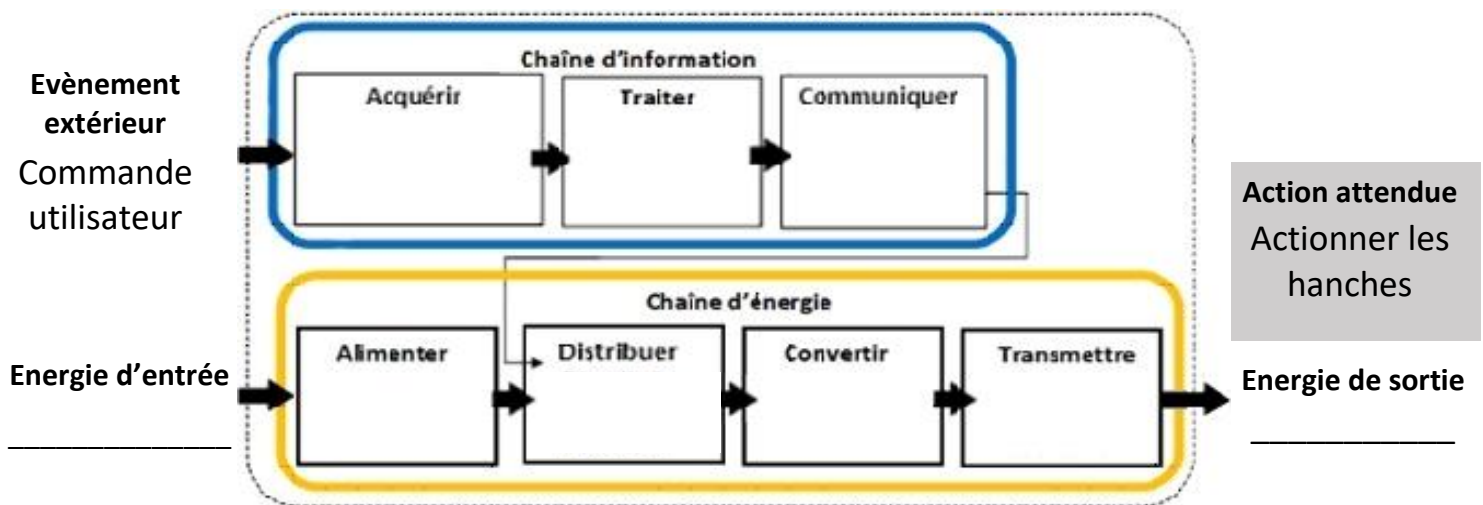 Chaîne d'information
Evènement
extérieur
Commande
utilisateur
Acquérir
Traiter
Communiquer
Action attendue
Actionner les
hanches
Chaîne d'énergie
Alimenter
Distribuer
Convertir
Transmettre
Energie d'entrée
Energie de sortie